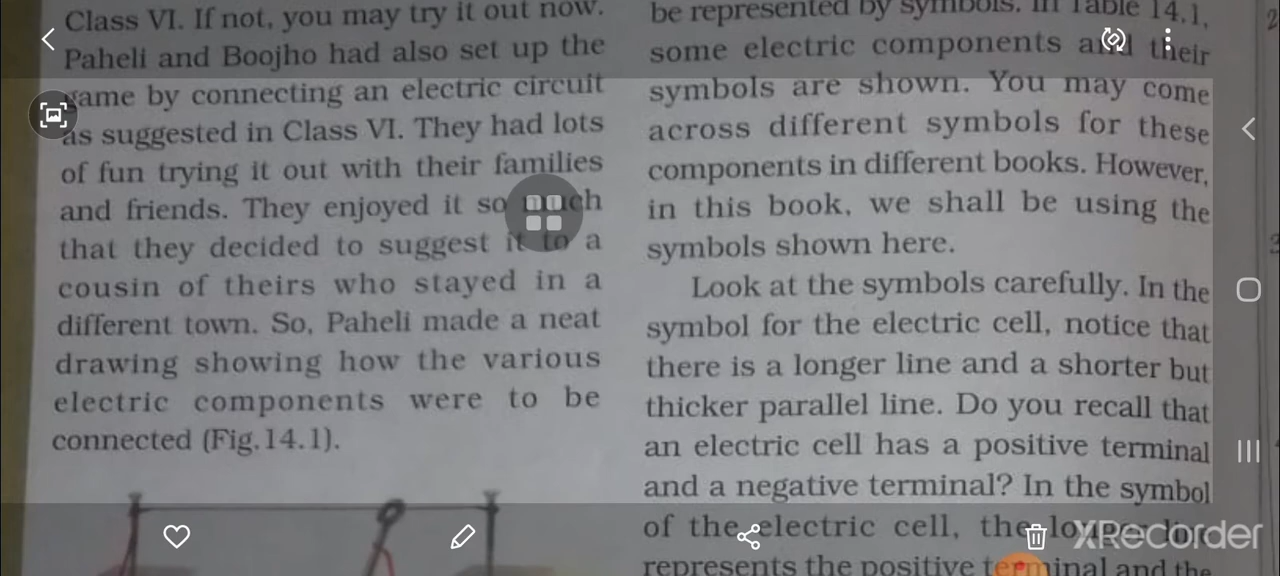 Class VI. If not, you may try it out now.
Paheli and Boojho had also set up the
game by connecting an electric circuit
as suggested in Class VI. They had lots
of fun trying it out with their families
and friends. They enjoyed it so much
that they decided to suggest it to a
cousin of theirs who stayed in a
different town. So, Paheli made a neat
drawing showing how the various
electric components were to be
connected (Fig.14.1).
be represented by symbols. In Table 14.1,
some electric components and their
symbols are shown. You may come
across different symbols for these
components in different books. However,
in this book, we shall be using the
symbols shown here.
Look at the symbols carefully. In the
symbol for the electric cell, notice that
there is a longer line and a shorter but
thicker parallel line. Do you recall that
an electric cell has a positive terminal
and a negative terminal? In the symbol
of the electric cell, the longer line
represents the positive terminal and the
XRecorder